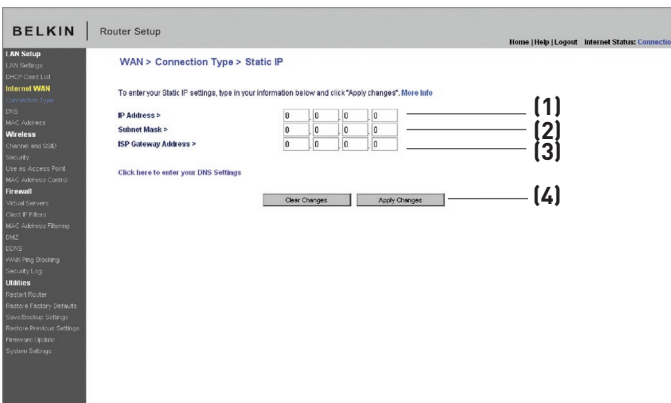 BELKIN
Router Setup
Home | Help | Logout Internet Status: Connectio
LAN Setup
LAN Settings
DHCP Client List
Internet WAN
Connection Type
DNS
MAC Address
Wireless
Channel and SSID
Security
Use as Access Point
MAC Address Control
Firewall
Virtual Servers
Client IP Filters
MAC Address Filtering
DMZ
DDNS
WAN Ping Blocking
Security Log
Utilities
Restart Router
Restore Factory Defaults
Save/Backup Settings
Restore Previous Settings
Firmware Update
System Settings
WAN > Connection Type > Static IP
To enter your Static IP settings, type in your information below and click "Apply changes". More Info
IP Address > 0 . 0 . 0 . 0 (1)
Subnet Mask > 0 . 0 . 0 . 0 (2)
ISP Gateway Address > 0 . 0 . 0 . 0 (3)
Click here to enter your DNS Settings
Clear Changes Apply Changes (4)